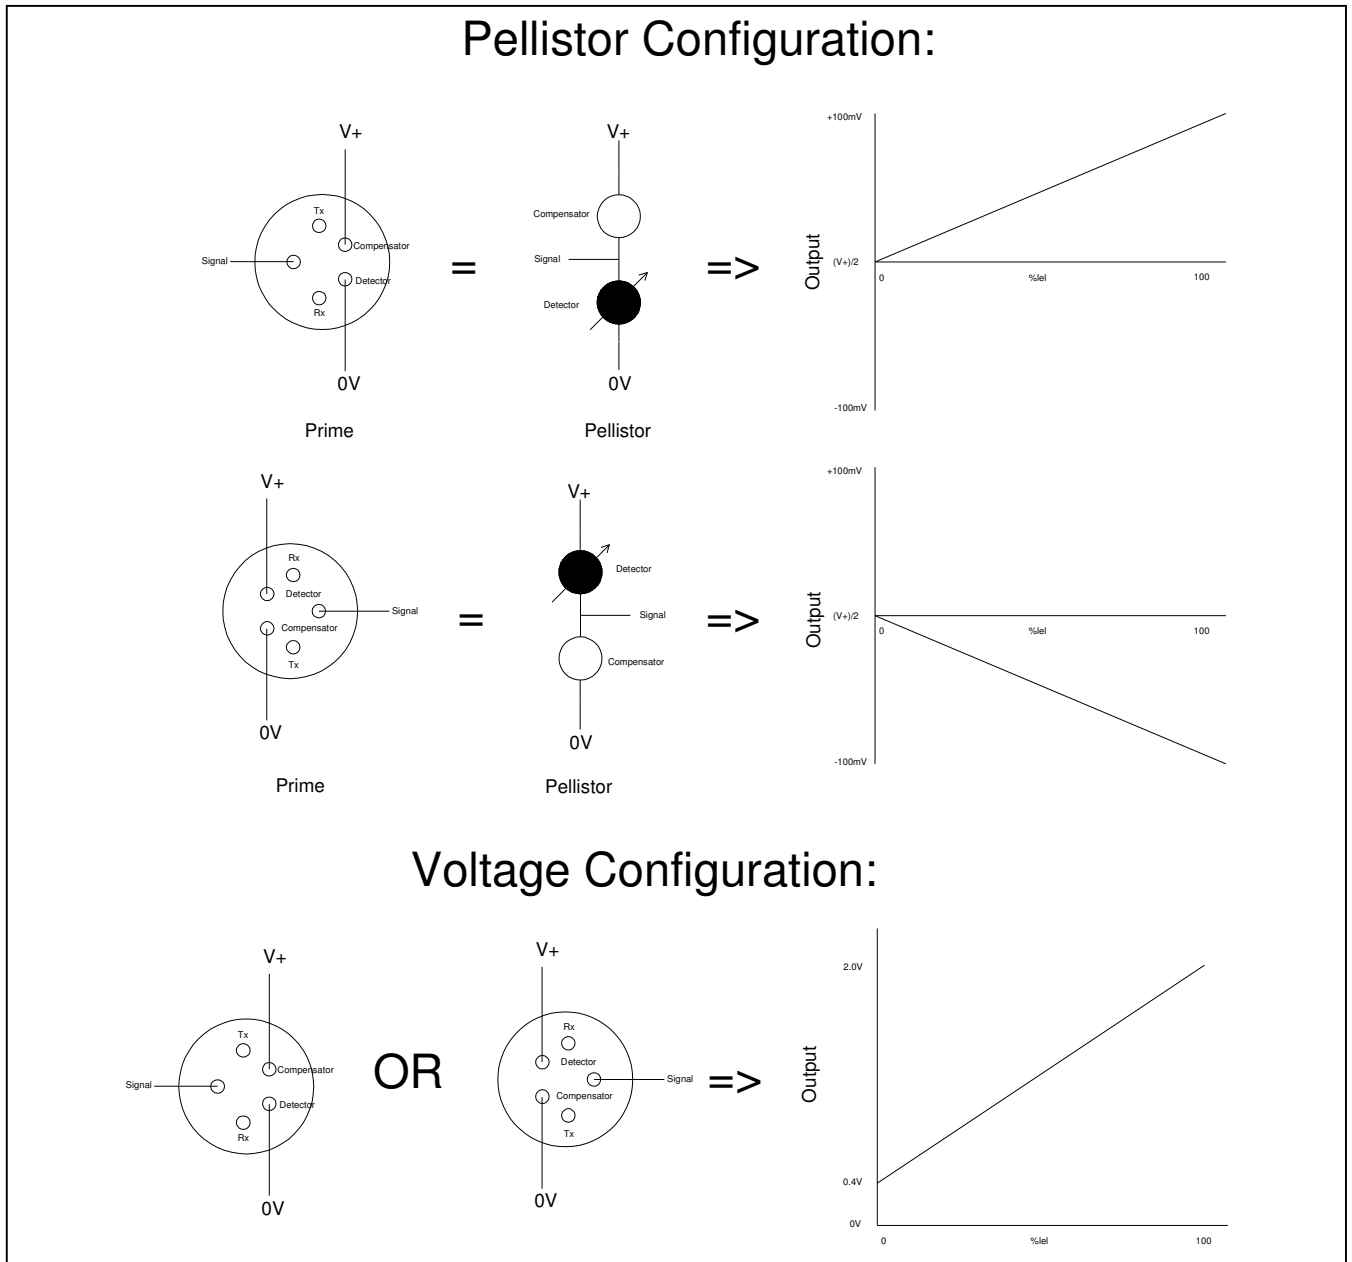 Pellistor Configuration:
V+
Tx
Compensator
Signal
Detector
Rx
0V
Prime
=
V+
Compensator
Signal
Detector
0V
Pellistor
=>
+100mV
Output
(V+)/2
0
%lel
100
-100mV
V+
Rx
Detector
Signal
Compensator
Tx
0V
Prime
=
V+
Detector
Signal
Compensator
0V
Pellistor
=>
+100mV
Output
(V+)/2
0
%lel
100
-100mV
Voltage Configuration:
V+
Tx
Compensator
Signal
Detector
Rx
0V
OR
V+
Rx
Detector
Signal
Compensator
Tx
0V
=>
2.0V
Output
0.4V
0V
0
%lel
100